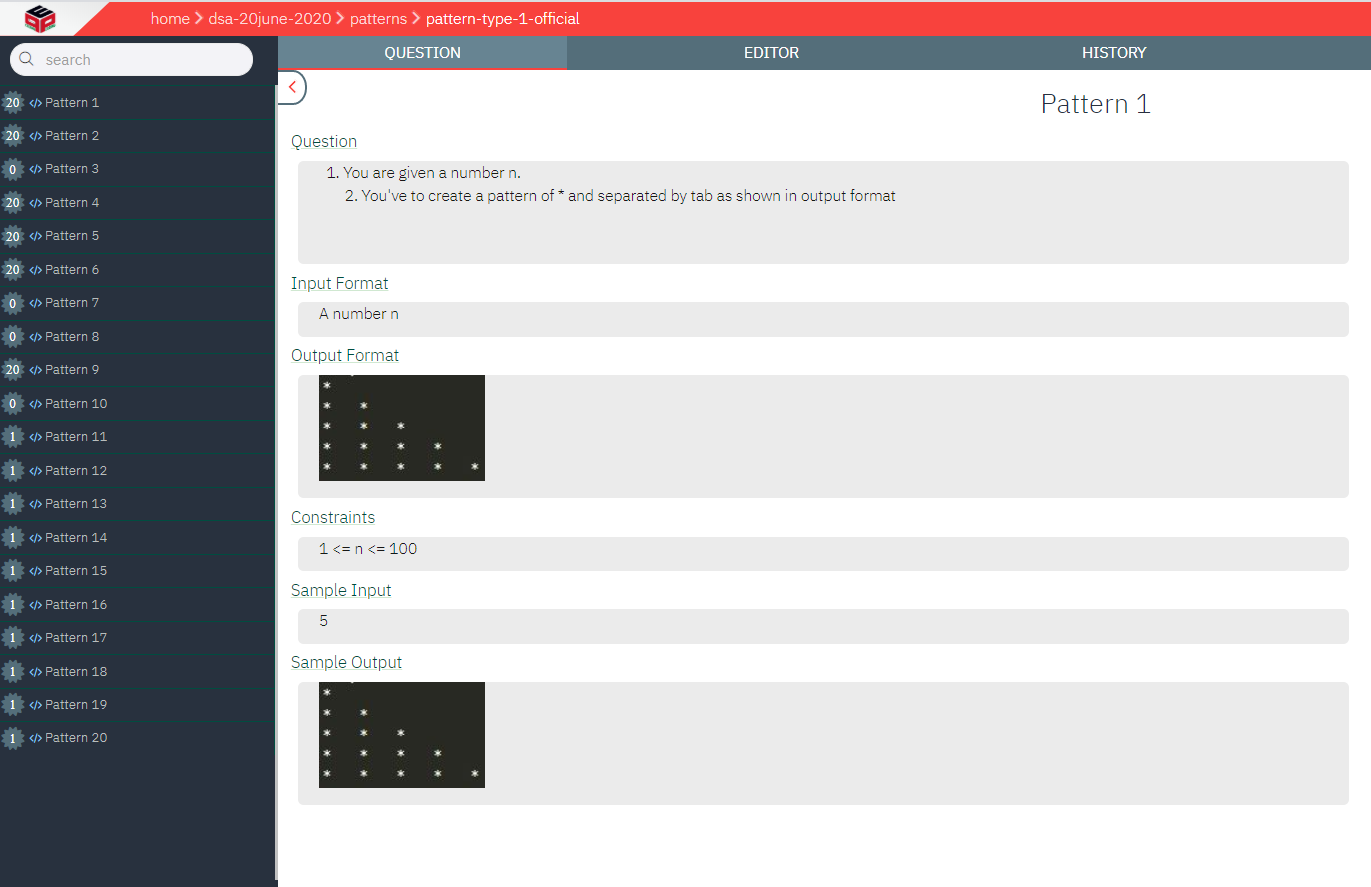 home > dsa-20june-2020 > patterns > pattern-type-1-official
search
20 </> Pattern 1
20 </> Pattern 2
0 </> Pattern 3
20 </> Pattern 4
20 </> Pattern 5
20 </> Pattern 6
0 </> Pattern 7
0 </> Pattern 8
20 </> Pattern 9
0 </> Pattern 10
1 </> Pattern 11
1 </> Pattern 12
1 </> Pattern 13
1 </> Pattern 14
1 </> Pattern 15
1 </> Pattern 16
1 </> Pattern 17
1 </> Pattern 18
1 </> Pattern 19
1 </> Pattern 20
QUESTION EDITOR HISTORY
Pattern 1
Question
1. You are given a number n.
2. You've to create a pattern of * and separated by tab as shown in output format
Input Format
A number n
Output Format
*
* *
* * *
* * * *
* * * * *
Constraints
1 <= n <= 100
Sample Input
5
Sample Output
*
* *
* * *
* * * *
* * * * *